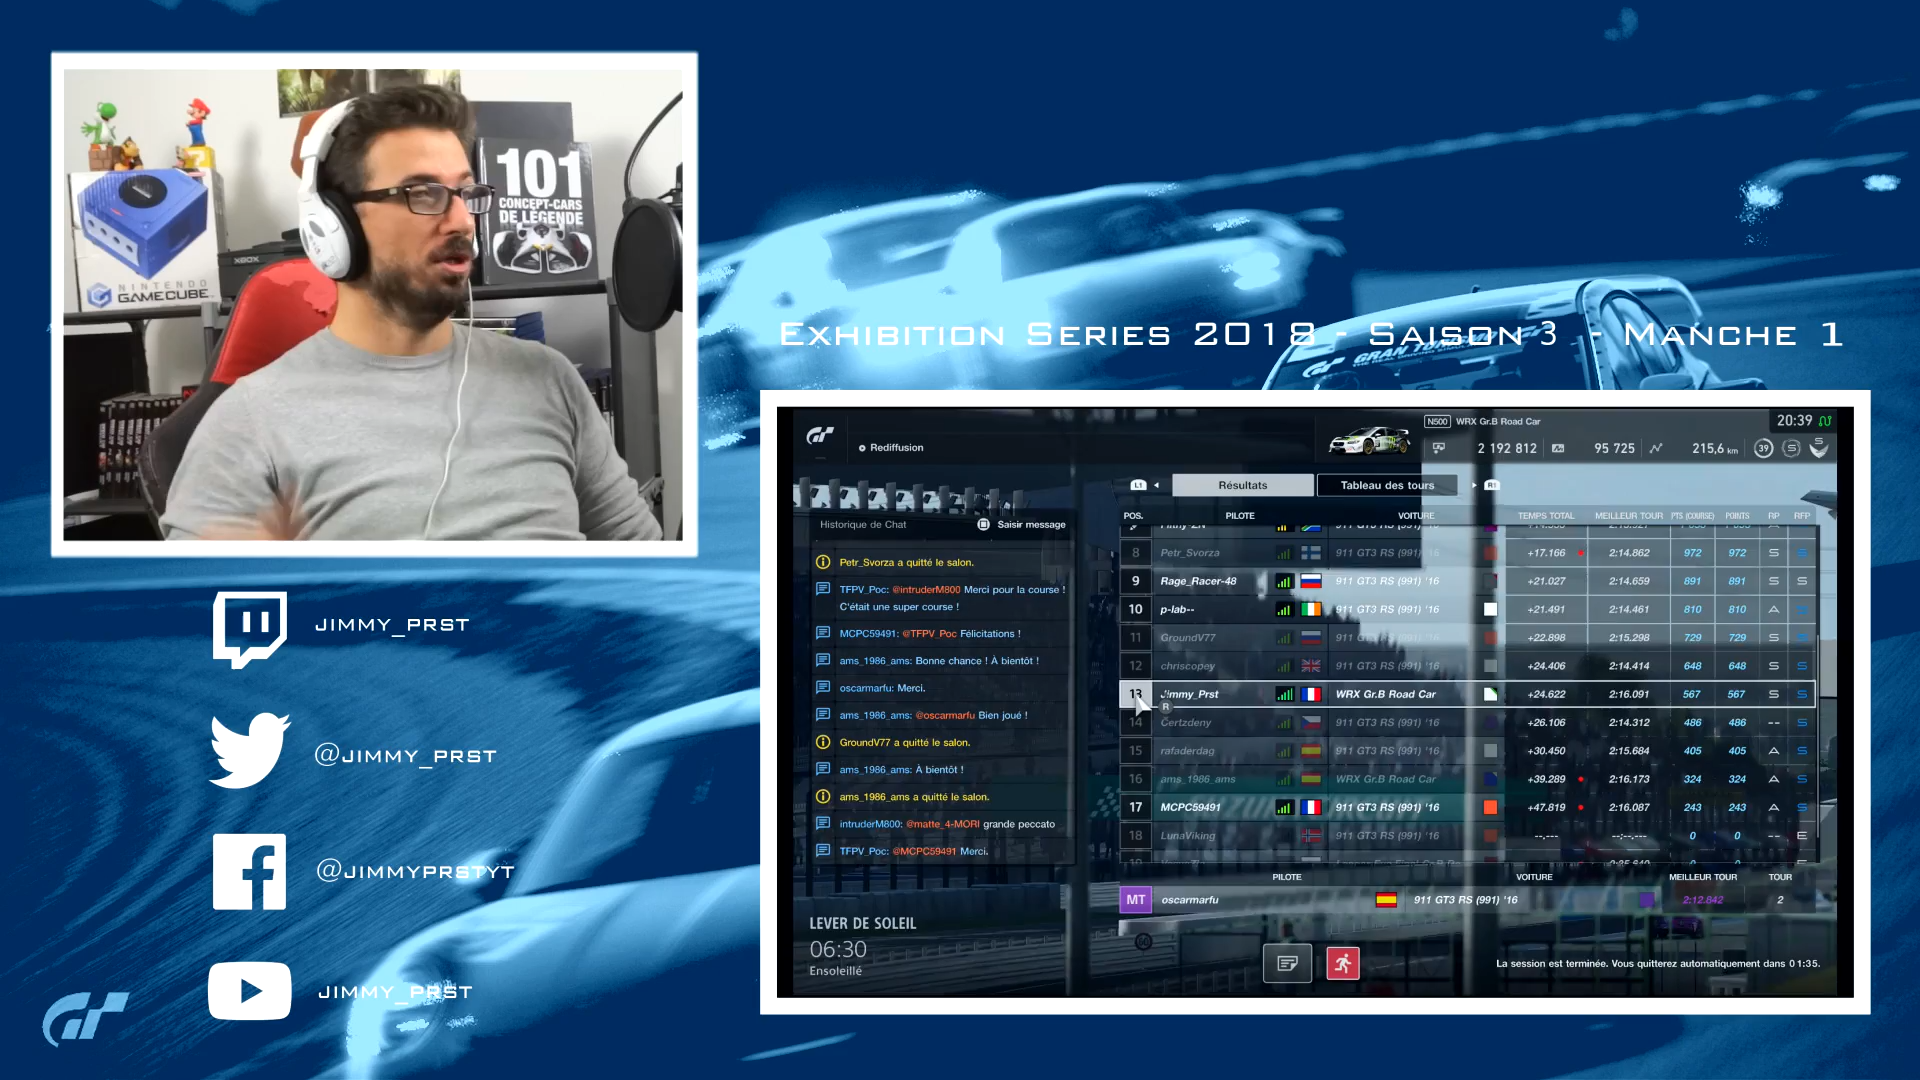 101
CONCEPT-CARS
DE LÉGENDE
XBOX
NINTENDO
GAMECUBE
EXHIBITION SERIES 2018 - SAISON 3 - MANCHE 1
JIMMY_PRST
@JIMMY_PRST
@JIMMYPRSTYT
JIMMY_PRST
GRAN TURISMO
Rediffusion
N500 WRX Gr.B Road Car
20:39
2 192 812 95 725 215,6 km 39 S S
L1 Résultats Tableau des tours R1
Historique de Chat Saisir message
Petr_Svorza a quitté le salon.
TFPV_Poc: @intruderM800 Merci pour la course !
C'était une super course !
MCPC59491: @TFPV_Poc Félicitations !
ams_1986_ams: Bonne chance ! À bientôt !
oscarmarfu: Merci.
ams_1986_ams: @oscarmarfu Bien joué !
GroundV77 a quitté le salon.
ams_1986_ams: À bientôt !
ams_1986_ams a quitté le salon.
intruderM800: @matte_4-MORI grande peccato
TFPV_Poc: @MCPC59491 Merci.
POS. PILOTE VOITURE TEMPS TOTAL MEILLEUR TOUR PTS (COURSE) POINTS RP RFP
8 Petr_Svorza 911 GT3 RS (991) '16 +17.166 2:14.862 972 972 S S
9 Rage_Racer-48 911 GT3 RS (991) '16 +21.027 2:14.659 891 891 S S
10 p-lab-- 911 GT3 RS (991) '16 +21.491 2:14.461 810 810 A S
11 GroundV77 911 GT3 RS (991) '16 +22.898 2:15.298 729 729 S S
12 chriscopey 911 GT3 RS (991) '16 +24.406 2:14.414 648 648 S S
13 Jimmy_Prst WRX Gr.B Road Car +24.622 2:16.091 567 567 S S
R
14 Certzdeny 911 GT3 RS (991) '16 +26.106 2:14.312 486 486 -- S
15 rafaderdag 911 GT3 RS (991) '16 +30.450 2:15.684 405 405 A S
16 ams_1986_ams WRX Gr.B Road Car +39.289 2:16.173 324 324 A S
17 MCPC59491 911 GT3 RS (991) '16 +47.819 2:16.087 243 243 A S
18 LunaViking 911 GT3 RS (991) '16 --.--- --:--.--- 0 0 -- E
PILOTE VOITURE MEILLEUR TOUR TOUR
MT oscarmarfu 911 GT3 RS (991) '16 2:12.842 2
LEVER DE SOLEIL
06:30
Ensoleillé
La session est terminée. Vous quitterez automatiquement dans 01:35.